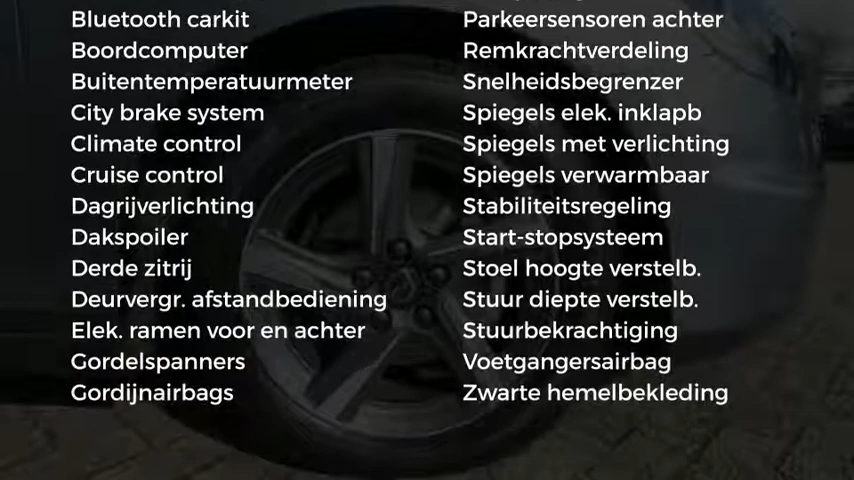 Bluetooth carkit
Boordcomputer
Buitentemperatuurmeter
City brake system
Climate control
Cruise control
Dagrijverlichting
Dakspoiler
Derde zitrij
Deurvergr. afstandbediening
Elek. ramen voor en achter
Gordelspanners
Gordijnairbags
Parkeersensoren achter
Remkrachtverdeling
Snelheidsbegrenzer
Spiegels elek. inklapb
Spiegels met verlichting
Spiegels verwarmbaar
Stabiliteitsregeling
Start-stopsysteem
Stoel hoogte verstelb.
Stuur diepte verstelb.
Stuurbekrachtiging
Voetgangersairbag
Zwarte hemelbekleding